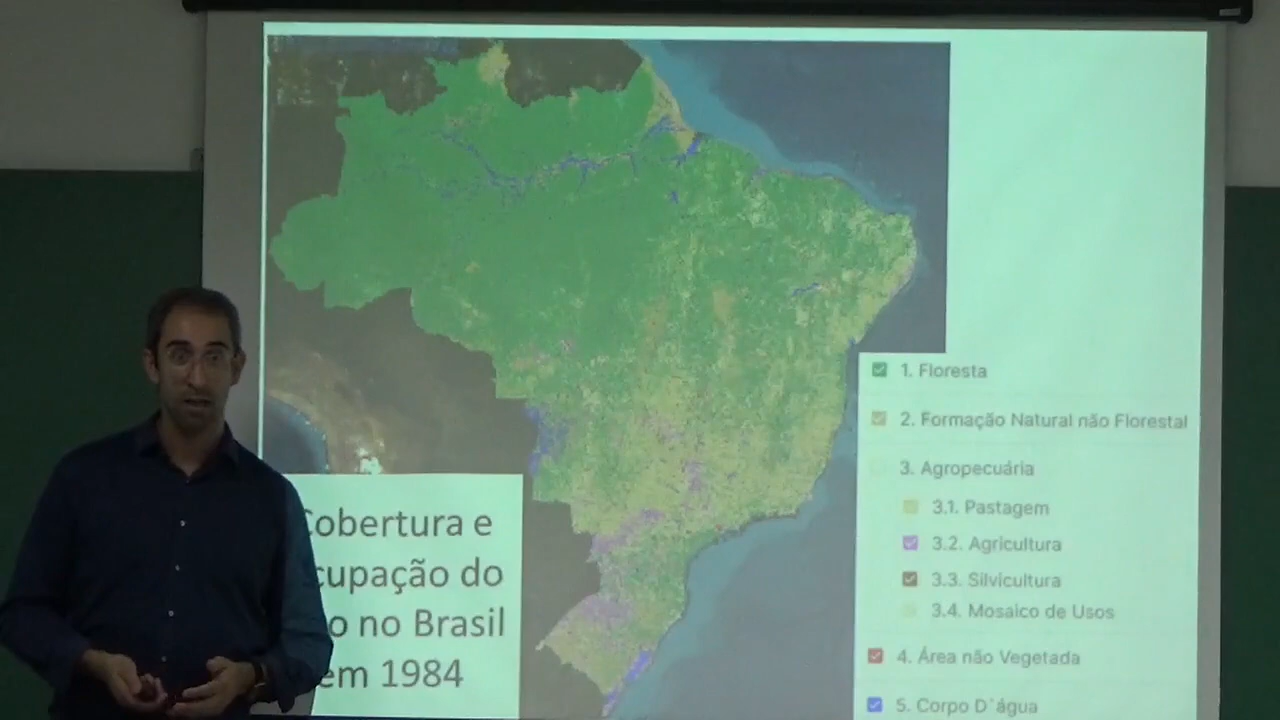 Cobertura e
cupação do
o no Brasil
em 1984
1. Floresta
2. Formação Natural não Florestal
3. Agropecuária
3.1. Pastagem
3.2. Agricultura
3.3. Silvicultura
3.4. Mosaico de Usos
4. Área não Vegetada
5. Corpo D`água